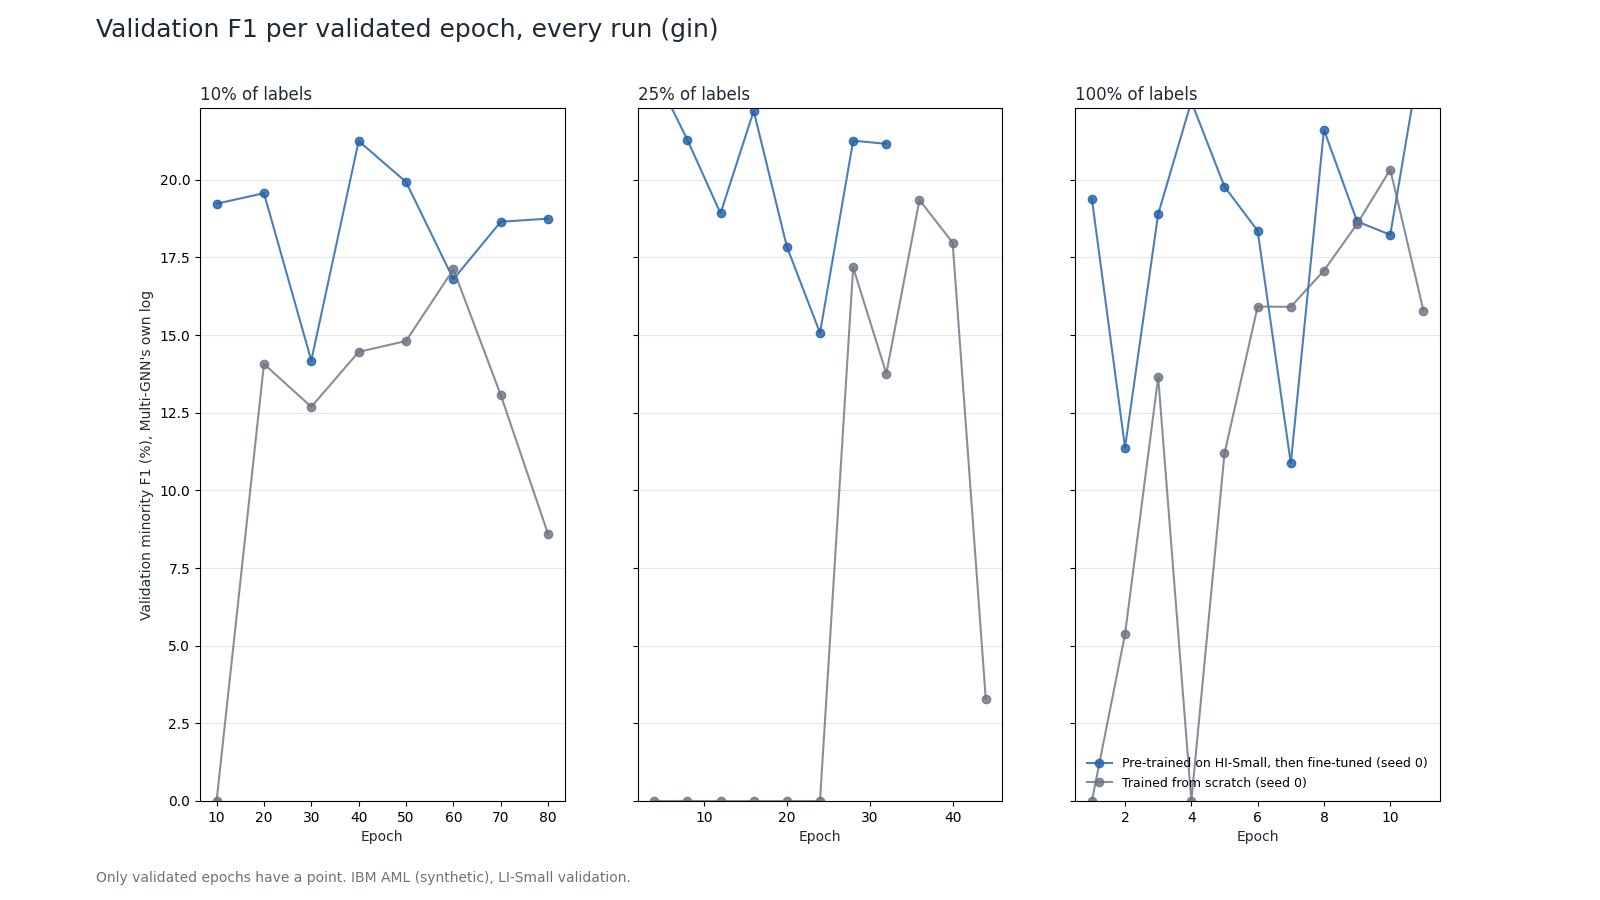 Validation F1 per validated epoch, every run (gin)
10% of labels
25% of labels
100% of labels
Validation minority F1 (%), Multi-GNN's own log
20.0
17.5
15.0
12.5
10.0
7.5
5.0
2.5
0.0
Pre-trained on HI-Small, then fine-tuned (seed 0)
Trained from scratch (seed 0)
10 20 30 40 50 60 70 80
10 20 30 40
2 4 6 8 10
Epoch
Epoch
Epoch
Only validated epochs have a point. IBM AML (synthetic), LI-Small validation.